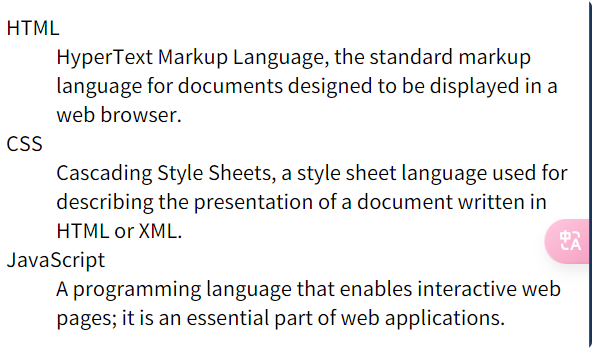 HTML
HyperText Markup Language, the standard markup
language for documents designed to be displayed in a
web browser.
CSS
Cascading Style Sheets, a style sheet language used for
describing the presentation of a document written in
HTML or XML.
JavaScript
A programming language that enables interactive web
pages; it is an essential part of web applications.
中A